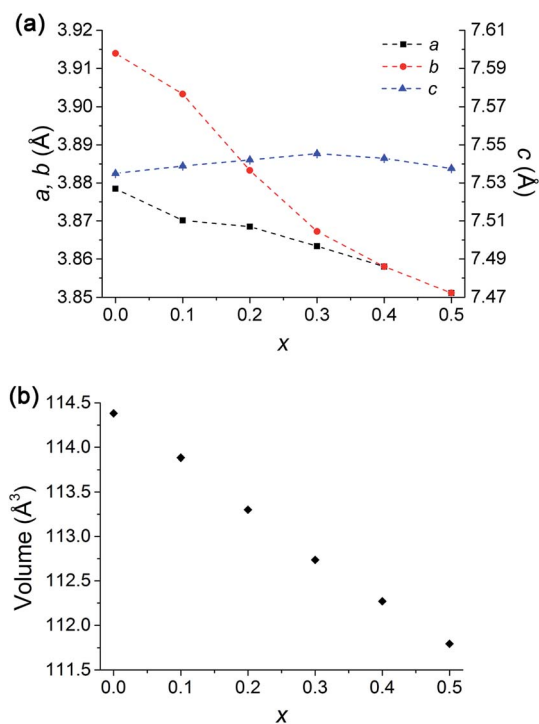 (a)
3.92
3.91
3.90
3.89
3.88
3.87
3.86
3.85
a, b (Å)
a
b
c
7.61
7.59
7.57
7.55
7.53
7.51
7.49
7.47
c (Å)
0.0 0.1 0.2 0.3 0.4 0.5
x
(b)
114.5
114.0
113.5
113.0
112.5
112.0
111.5
Volume (Å³)
0.0 0.1 0.2 0.3 0.4 0.5
x